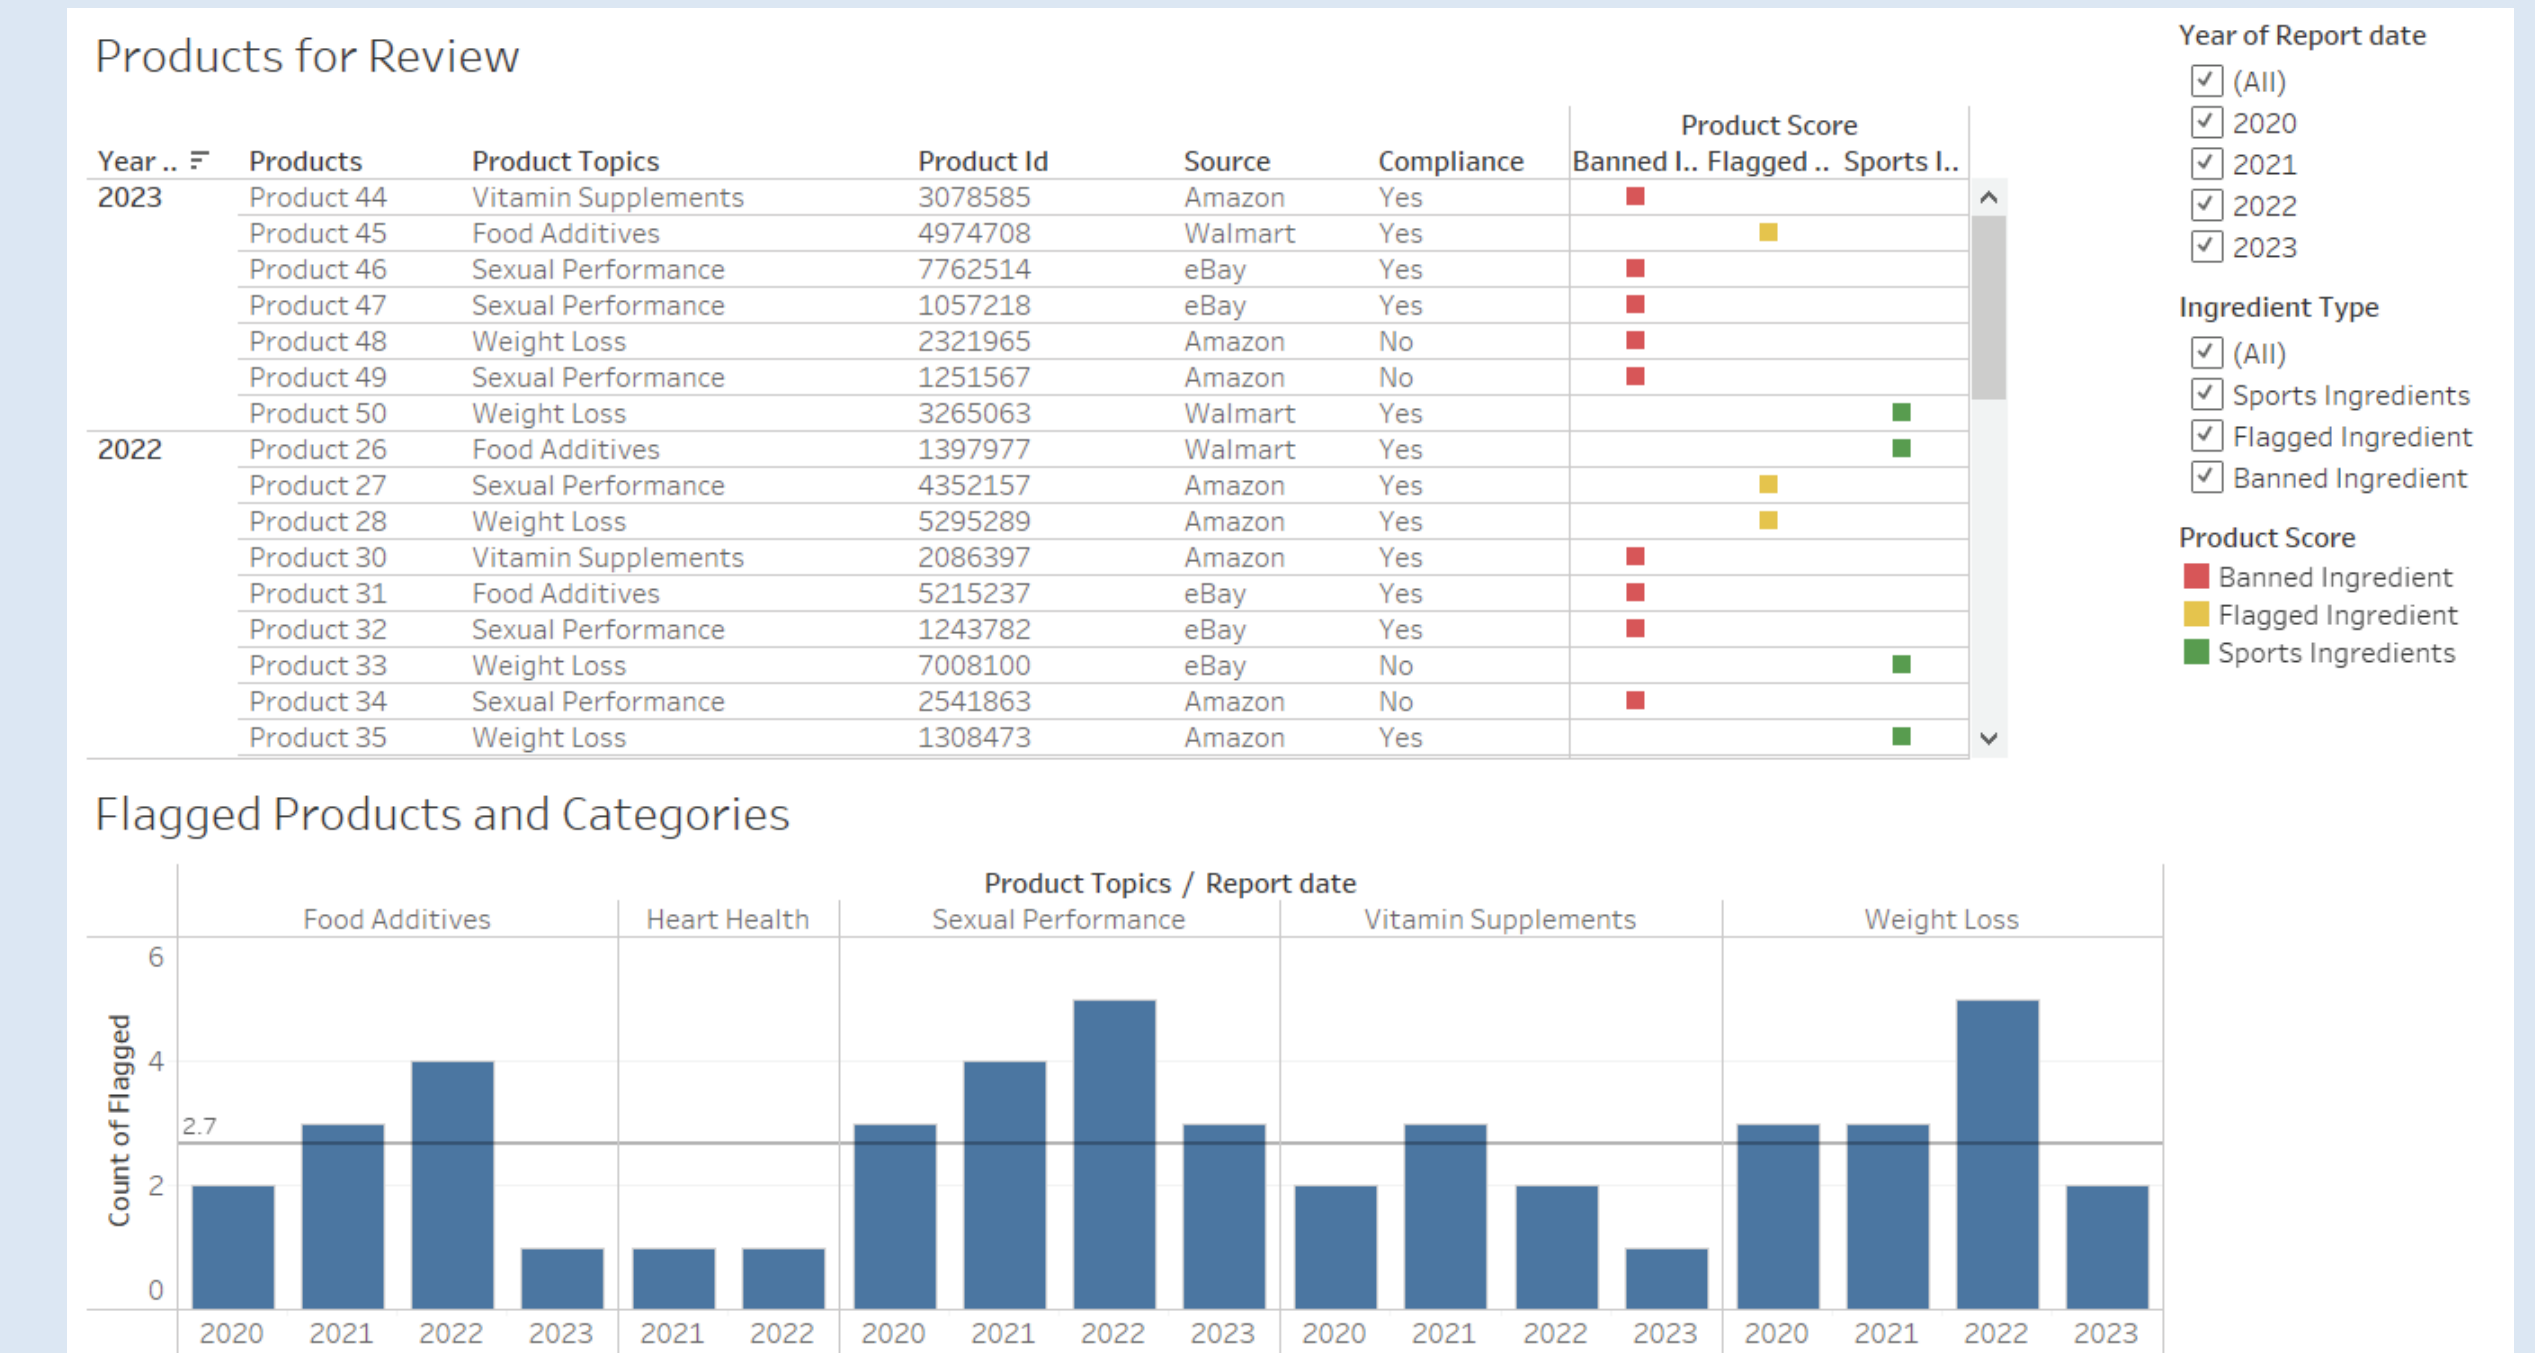 Products for Review
Product Score
Year .. Products Product Topics Product Id Source Compliance Banned I.. Flagged .. Sports I..
2023 Product 44 Vitamin Supplements 3078585 Amazon Yes
Product 45 Food Additives 4974708 Walmart Yes
Product 46 Sexual Performance 7762514 eBay Yes
Product 47 Sexual Performance 1057218 eBay Yes
Product 48 Weight Loss 2321965 Amazon No
Product 49 Sexual Performance 1251567 Amazon No
Product 50 Weight Loss 3265063 Walmart Yes
2022 Product 26 Food Additives 1397977 Walmart Yes
Product 27 Sexual Performance 4352157 Amazon Yes
Product 28 Weight Loss 5295289 Amazon Yes
Product 30 Vitamin Supplements 2086397 Amazon Yes
Product 31 Food Additives 5215237 eBay Yes
Product 32 Sexual Performance 1243782 eBay Yes
Product 33 Weight Loss 7008100 eBay No
Product 34 Sexual Performance 2541863 Amazon No
Product 35 Weight Loss 1308473 Amazon Yes
Year of Report date
(All)
2020
2021
2022
2023
Ingredient Type
(All)
Sports Ingredients
Flagged Ingredient
Banned Ingredient
Product Score
Banned Ingredient
Flagged Ingredient
Sports Ingredients
Flagged Products and Categories
Product Topics / Report date
Food Additives Heart Health Sexual Performance Vitamin Supplements Weight Loss
Count of Flagged
6
4
2.7
2
0
2020 2021 2022 2023 2021 2022 2020 2021 2022 2023 2020 2021 2022 2023 2020 2021 2022 2023